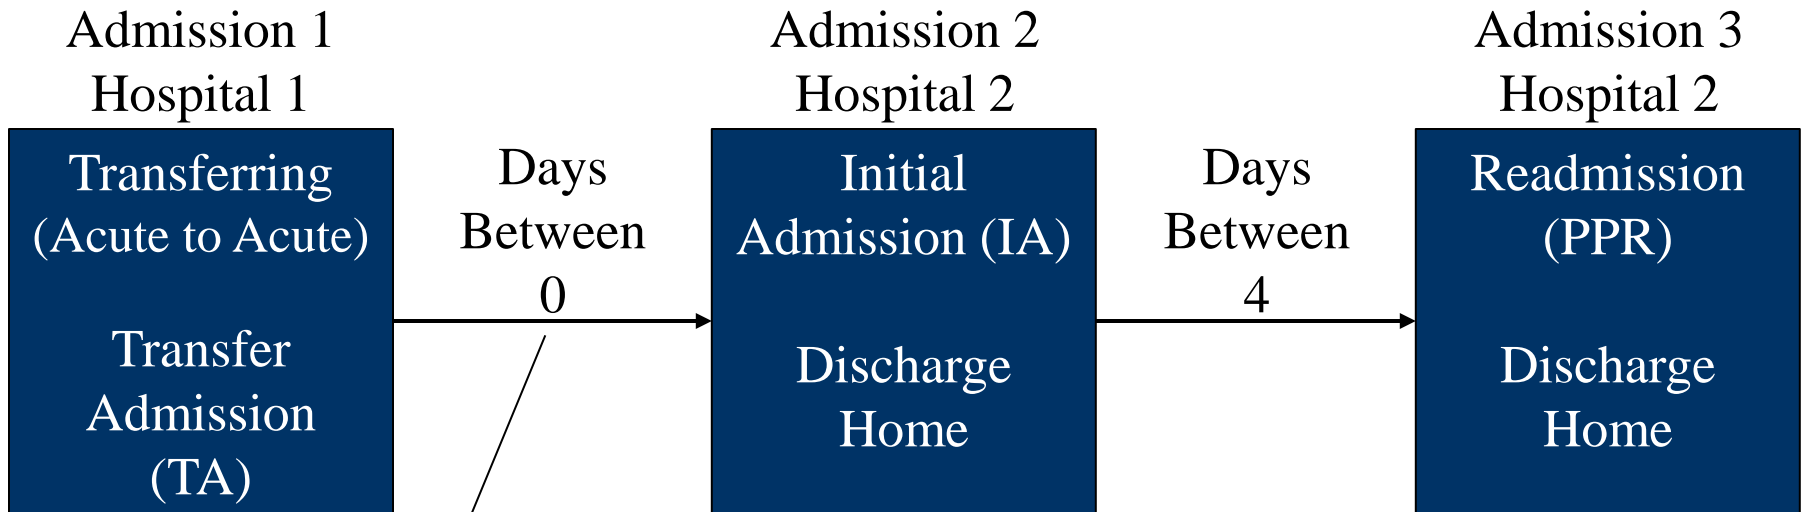 Admission 1
Hospital 1
Transferring
(Acute to Acute)
Transfer
Admission
(TA)
Days
Between
0
Admission 2
Hospital 2
Initial
Admission (IA)
Discharge
Home
Days
Between
4
Admission 3
Hospital 2
Readmission
(PPR)
Discharge
Home